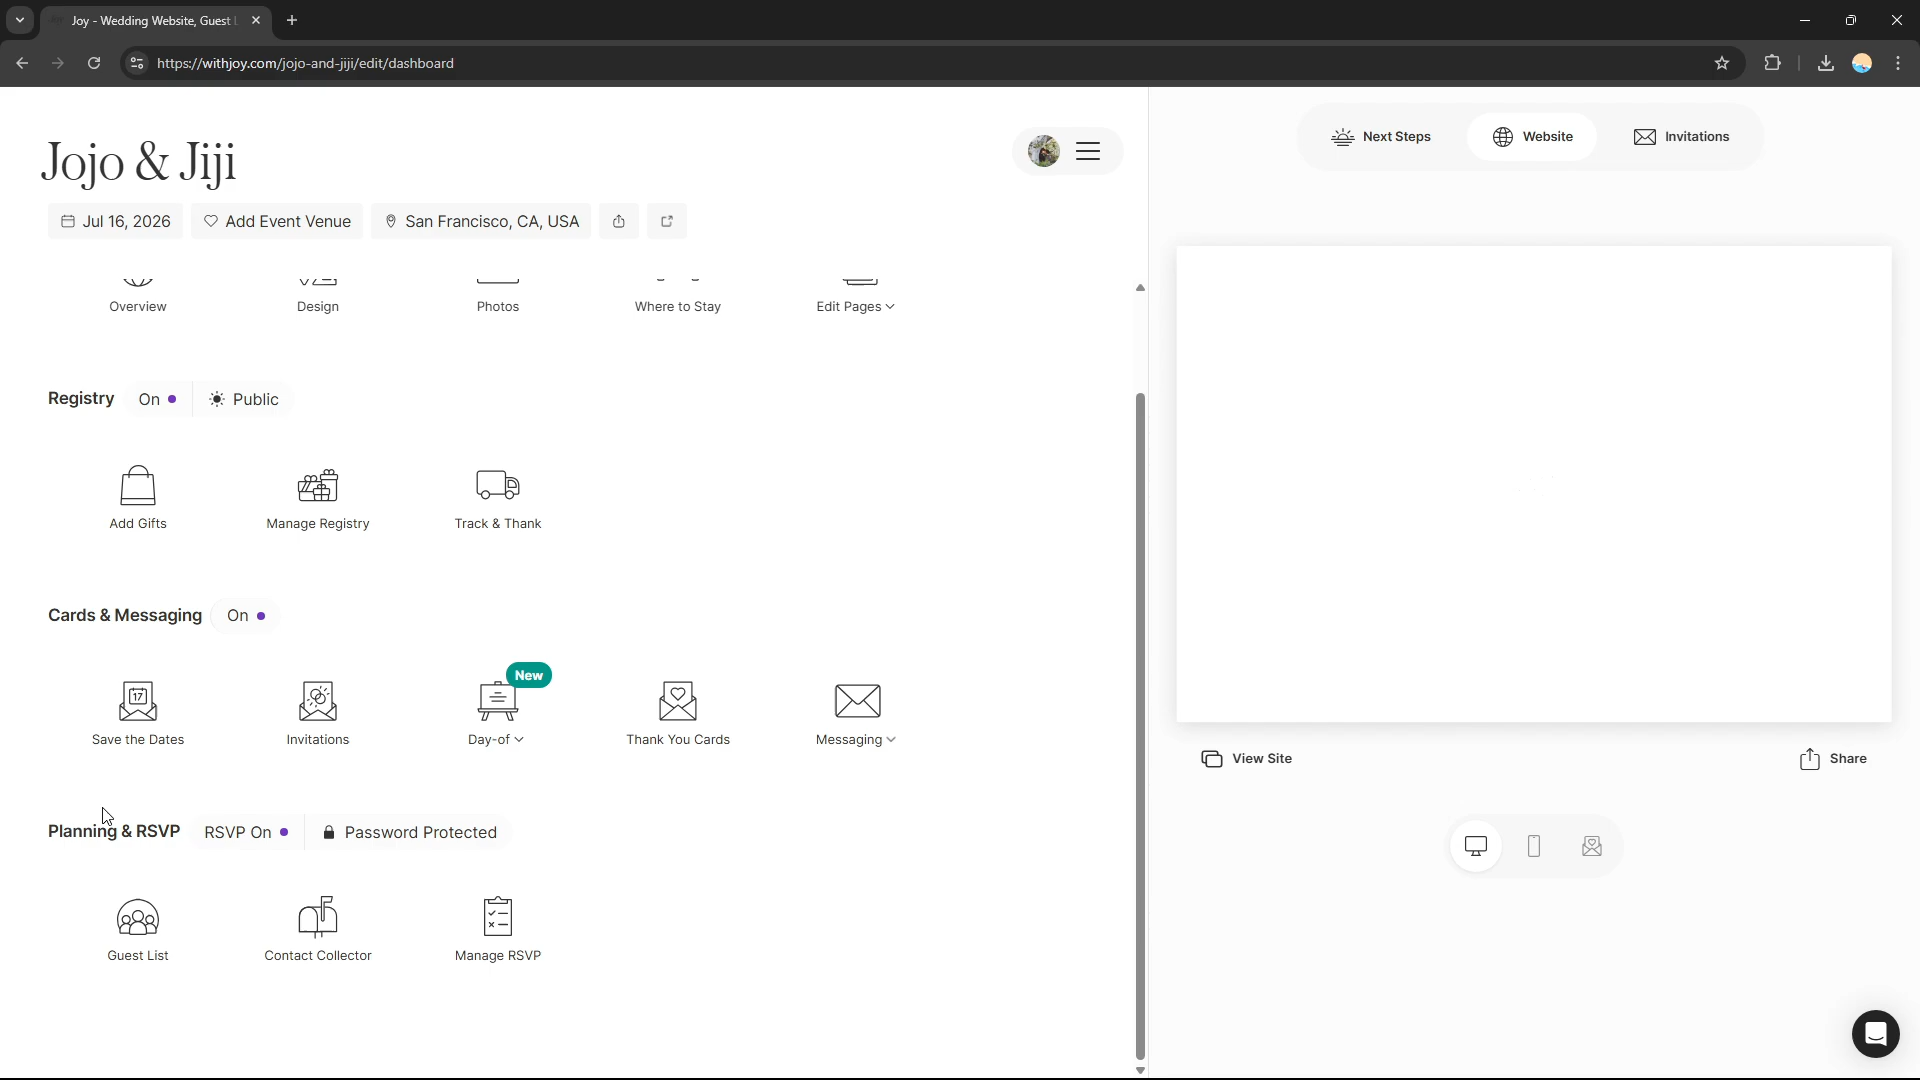 Joy - Wedding Website, Guest L
https://withjoy.com/jojo-and-jiji/edit/dashboard
Jojo & Jiji
Jul 16, 2026
Add Event Venue
San Francisco, CA, USA
Next Steps
Website
Invitations
Overview
Design
Photos
Where to Stay
Edit Pages
Registry
On
Public
Add Gifts
Manage Registry
Track & Thank
Cards & Messaging
On
17
New
Save the Dates
Invitations
Day-of
Thank You Cards
Messaging
View Site
Share
Planning & RSVP
RSVP On
Password Protected
Guest List
Contact Collector
Manage RSVP